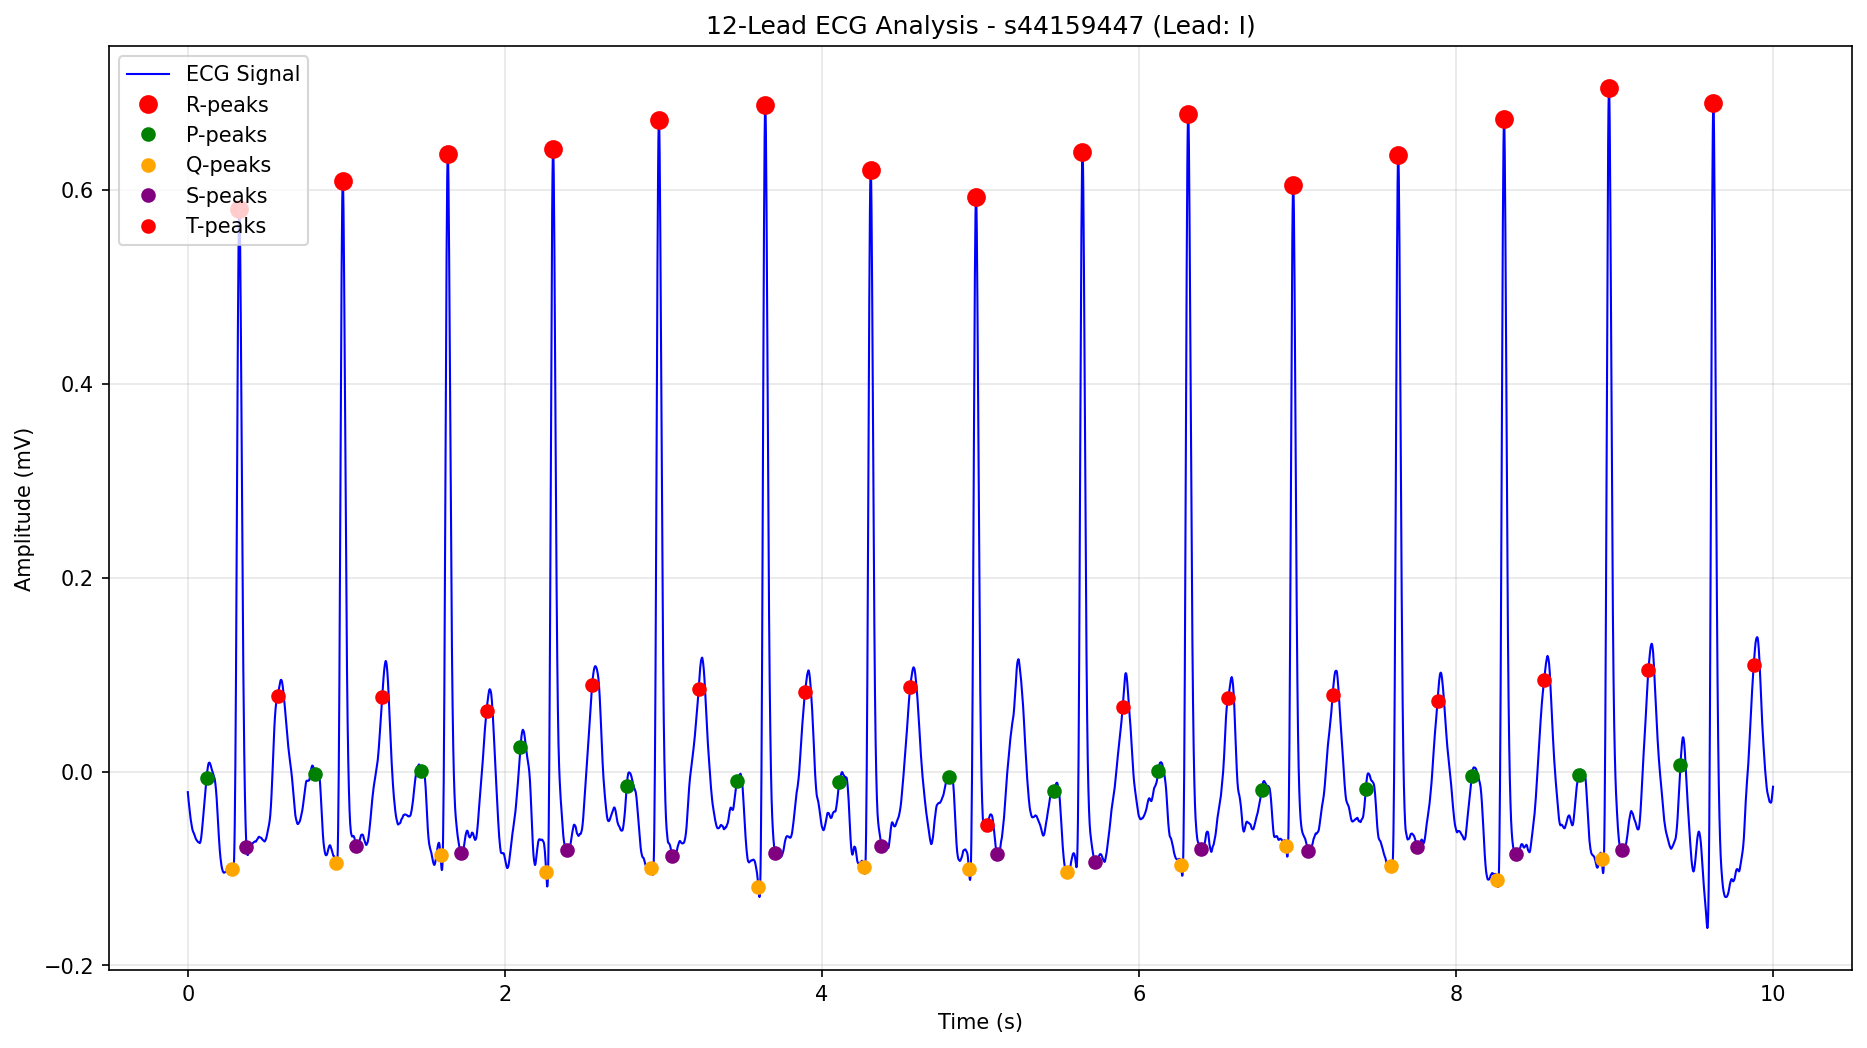 12-Lead ECG Analysis - s44159447 (Lead: I)
ECG Signal
R-peaks
P-peaks
Q-peaks
S-peaks
T-peaks
Amplitude (mV)
0.6
0.4
0.2
0.0
−0.2
0 2 4 6 8 10
Time (s)